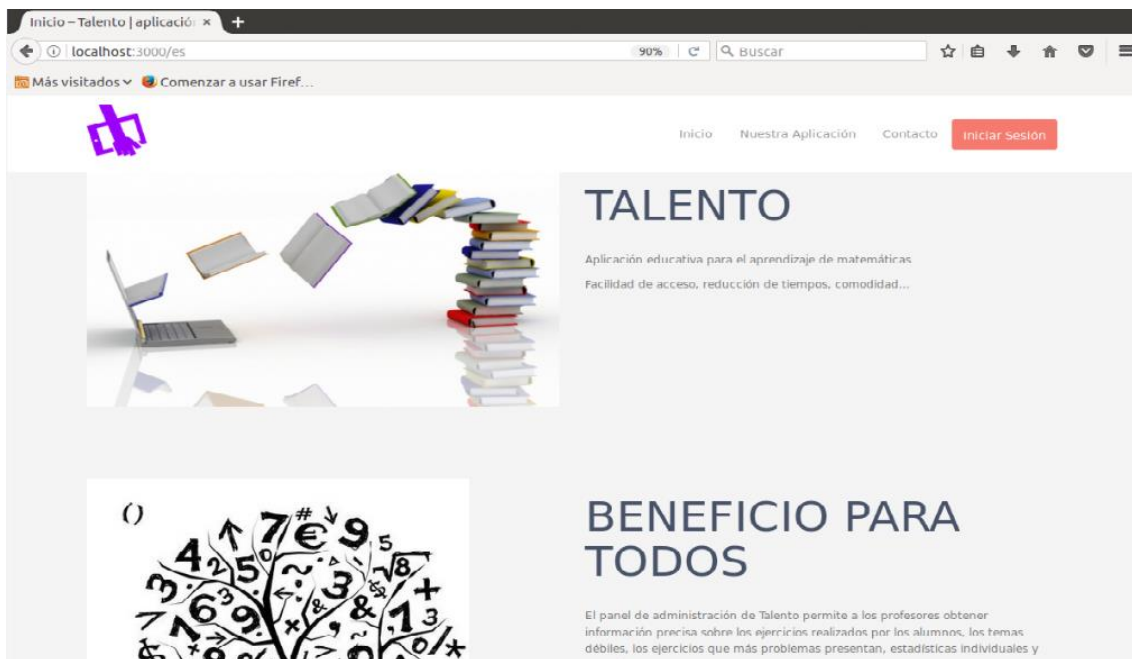 Inicio – Talento | aplicació
localhost:3000/es
90%
Buscar
Más visitados
Comenzar a usar Firef...
Inicio
Nuestra Aplicación
Contacto
Iniciar Sesión
TALENTO
Aplicación educativa para el aprendizaje de matemáticas
Facilidad de acceso, reducción de tiempos, comodidad...
BENEFICIO PARA
TODOS
El panel de administración de Talento permite a los profesores obtener
información precisa sobre los ejercicios realizados por los alumnos, los temas
débiles, los ejercicios que más problemas presentan, estadísticas individuales y